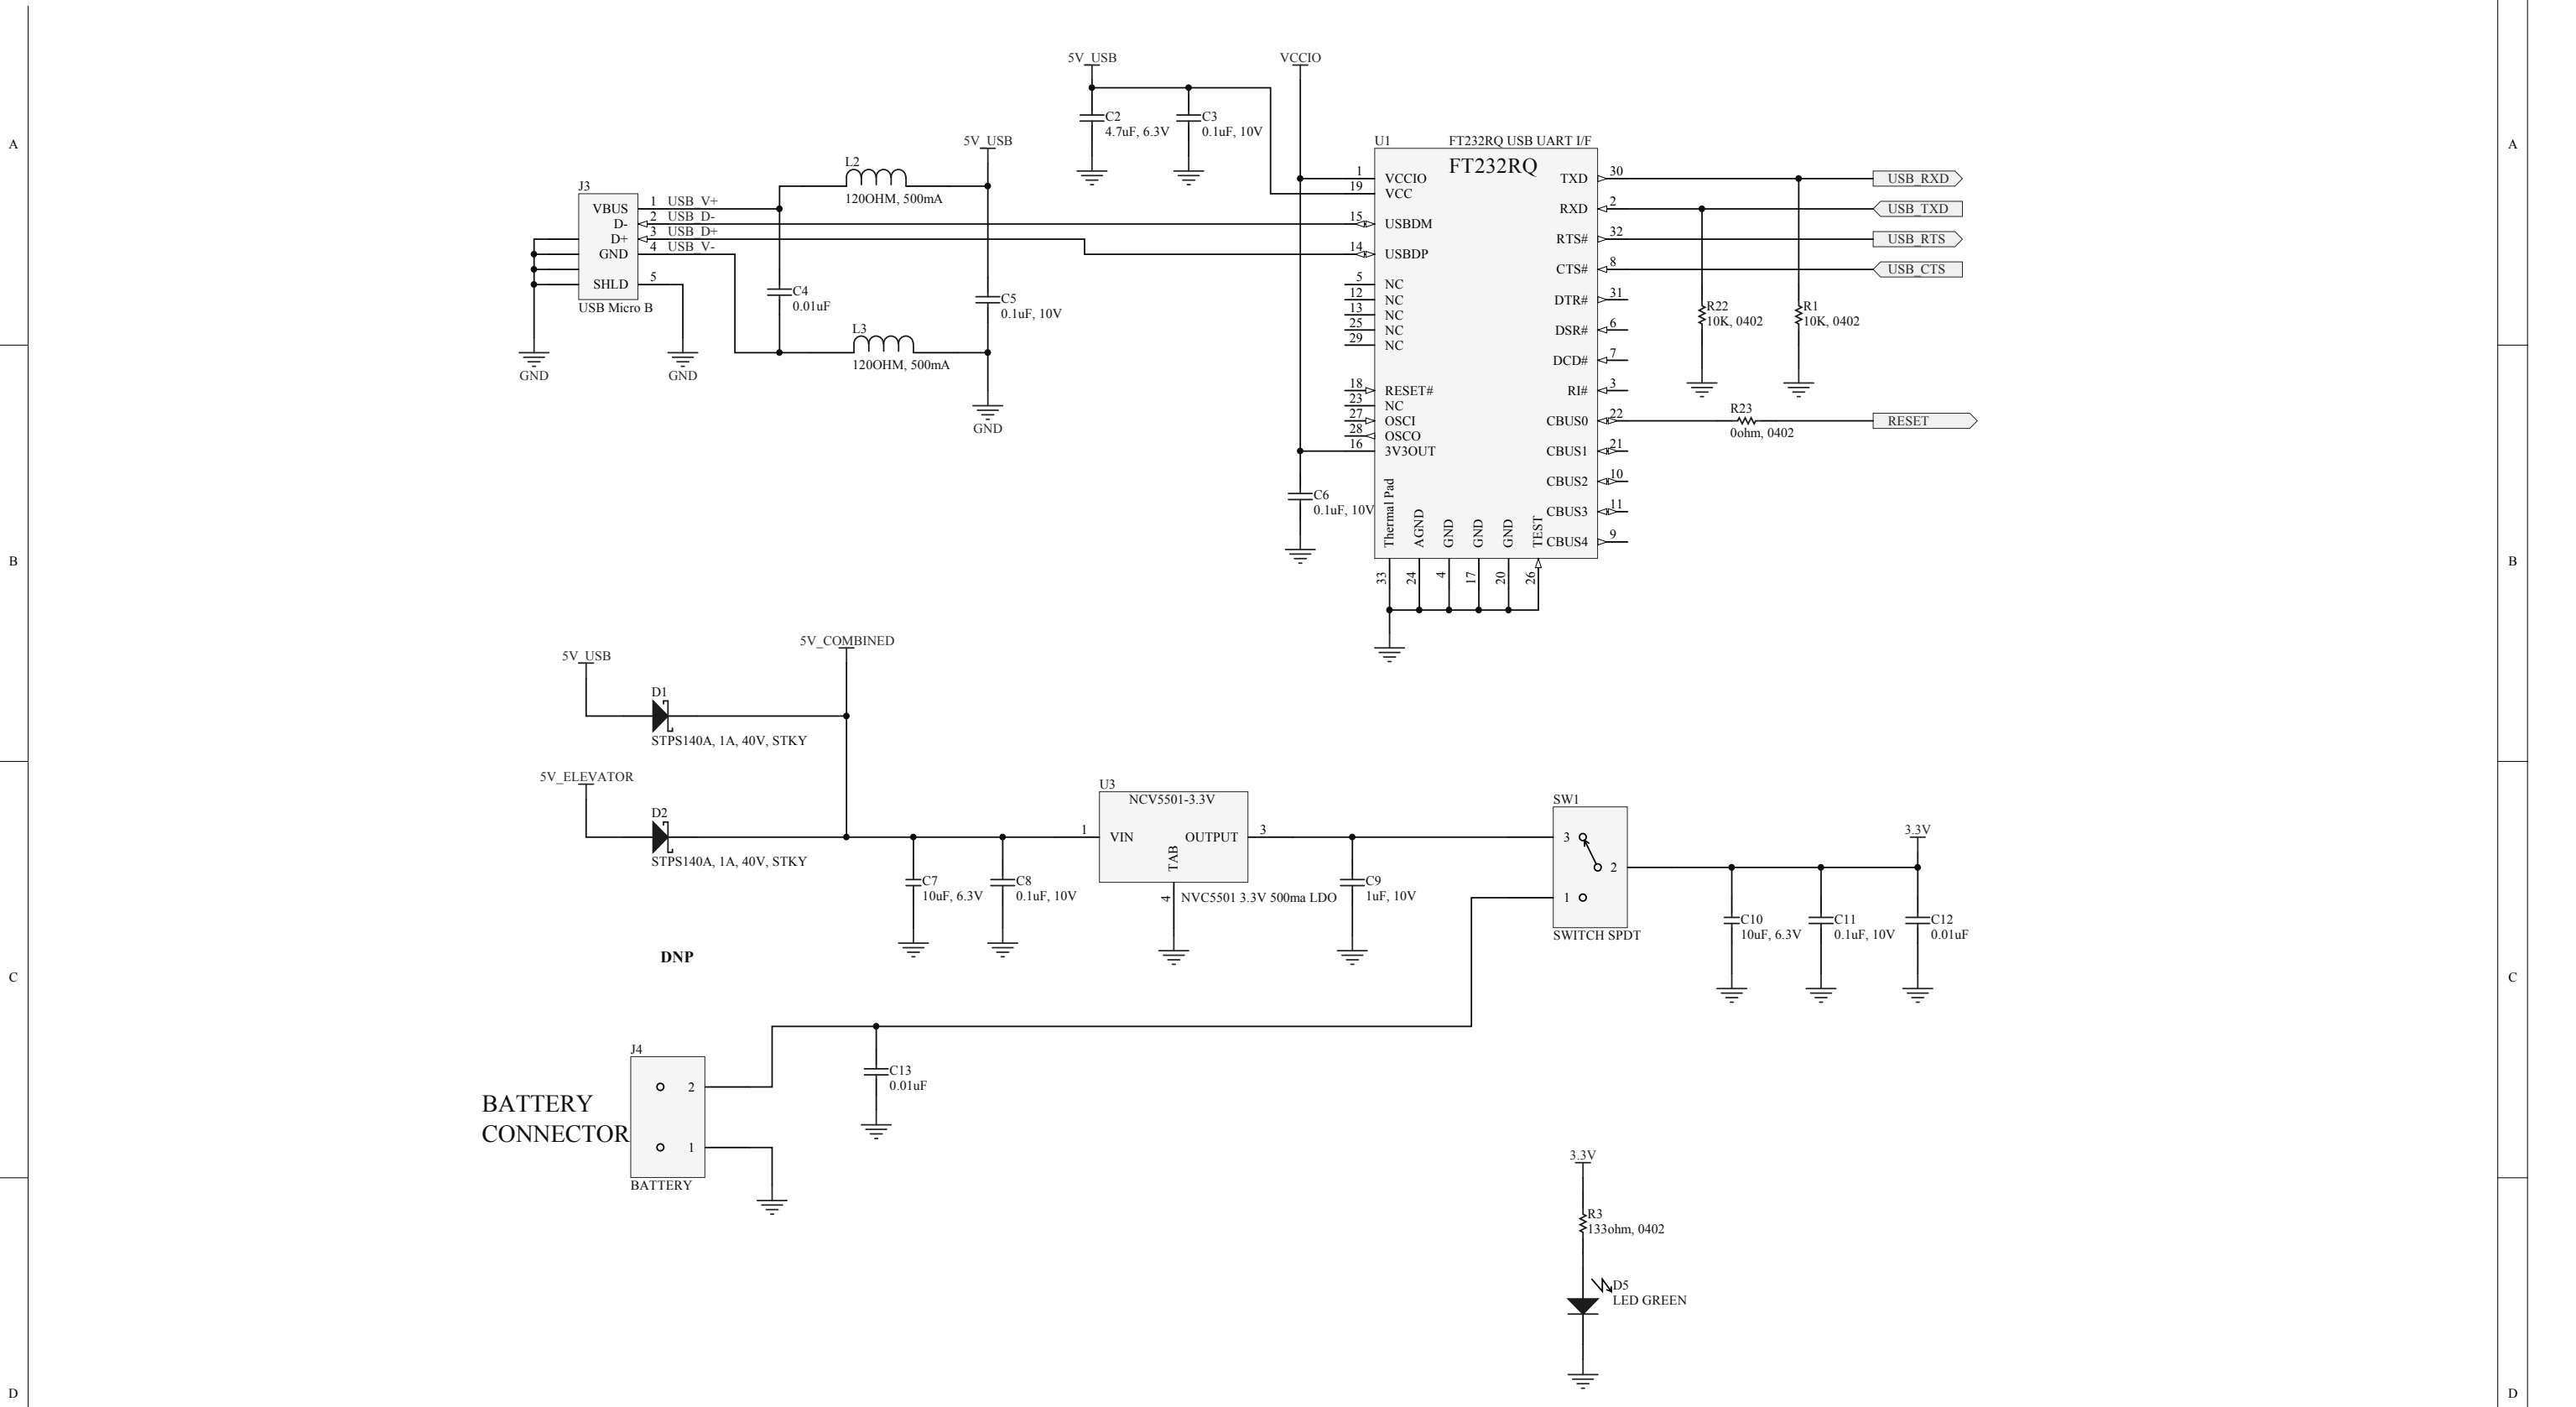 A
A
B
B
C
C
D
D
5V_USB
VCCIO
C2
4.7uF, 6.3V
C3
0.1uF, 10V
5V_USB
L2
120OHM, 500mA
J3
VBUS
D-
D+
GND
SHLD
USB Micro B
1
2
3
4
5
USB_V+
USB_D-
USB_D+
USB_V-
C4
0.01uF
C5
0.1uF, 10V
L3
120OHM, 500mA
GND
GND
GND
U1
FT232RQ USB UART I/F
FT232RQ
1 VCCIO
19 VCC
15 USBDM
14 USBDP
5 NC
12 NC
13 NC
25 NC
29 NC
18 RESET#
23 NC
27 OSCI
28 OSCO
16 3V3OUT
TXD 30
RXD 2
RTS# 32
CTS# 8
DTR# 31
DSR# 6
DCD# 7
RI# 3
CBUS0 22
CBUS1 21
CBUS2 10
CBUS3 11
CBUS4 9
Thermal Pad 33
AGND 24
GND 4
GND 17
GND 20
TEST 26
USB_RXD
USB_TXD
USB_RTS
USB_CTS
R22
10K, 0402
R1
10K, 0402
R23
0ohm, 0402
RESET
C6
0.1uF, 10V
5V_COMBINED
5V_USB
D1
STPS140A, 1A, 40V, STKY
5V_ELEVATOR
D2
STPS140A, 1A, 40V, STKY
U3
NCV5501-3.3V
1 VIN
OUTPUT 3
TAB
4
NVC5501 3.3V 500ma LDO
C7
10uF, 6.3V
C8
0.1uF, 10V
C9
1uF, 10V
SW1
3
2
1
SWITCH SPDT
3.3V
C10
10uF, 6.3V
C11
0.1uF, 10V
C12
0.01uF
DNP
C13
0.01uF
J4
2
1
BATTERY
CONNECTOR
BATTERY
3.3V
R3
133ohm, 0402
D5
LED GREEN